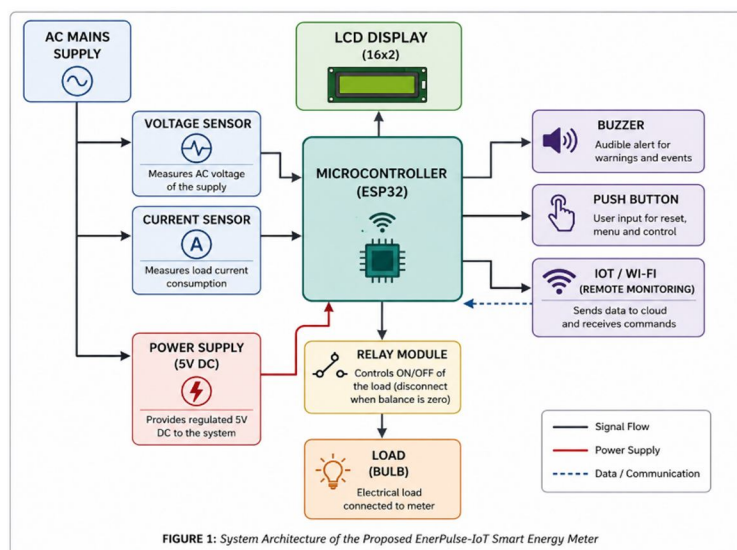 AC MAINS
SUPPLY
LCD DISPLAY
(16x2)
VOLTAGE SENSOR
Measures AC voltage
of the supply
CURRENT SENSOR
A
Measures load current
consumption
POWER SUPPLY
(5V DC)
Provides regulated 5V
DC to the system
MICROCONTROLLER
(ESP32)
BUZZER
Audible alert for
warnings and events
PUSH BUTTON
User input for reset,
menu and control
IOT / WI-FI
(REMOTE MONITORING)
Sends data to cloud
and receives commands
RELAY MODULE
Controls ON/OFF of
the load (disconnect
when balance is zero)
LOAD
(BULB)
Electrical load
connected to meter
Signal Flow
Power Supply
Data / Communication
FIGURE 1: System Architecture of the Proposed EnerPulse-IoT Smart Energy Meter